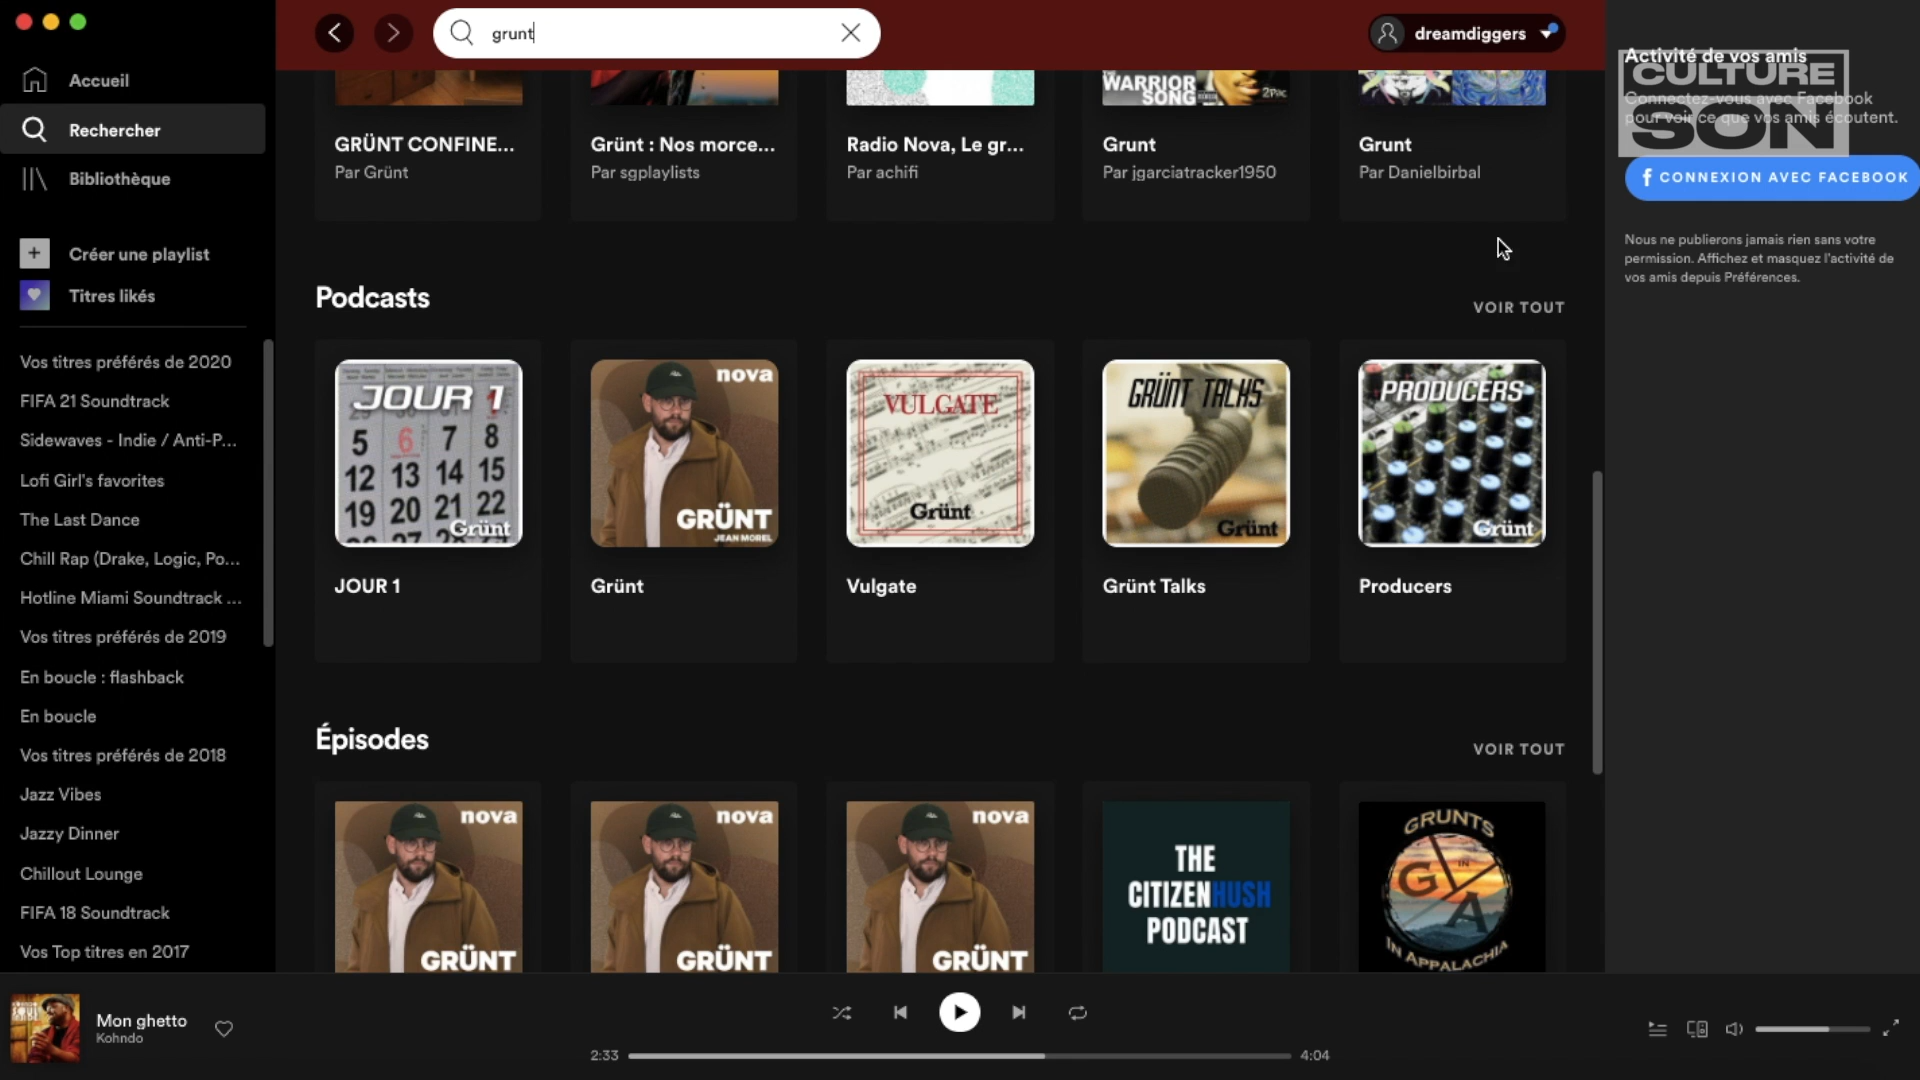 grunt
dreamdiggers
Accueil
Rechercher
Bibliothèque
Créer une playlist
Titres likés
Vos titres préférés de 2020
FIFA 21 Soundtrack
Sidewaves - Indie / Anti-P...
Lofi Girl's favorites
The Last Dance
Chill Rap (Drake, Logic, Po...
Hotline Miami Soundtrack ...
Vos titres préférés de 2019
En boucle : flashback
En boucle
Vos titres préférés de 2018
Jazz Vibes
Jazzy Dinner
Chillout Lounge
FIFA 18 Soundtrack
Vos Top titres en 2017
WARRIOR
SONG
2PAC
GRÜNT CONFINE...
Par Grünt
Grünt : Nos morce...
Par sgplaylists
Radio Nova, Le gr...
Par achifi
Grunt
Par jgarciatracker1950
Grunt
Par Danielbirbal
Podcasts
VOIR TOUT
JOUR 1
5 6 7 8
12 13 14 15
19 20 21 22
Grünt
nova
GRÜNT
JEAN MOREL
VULGATE
Grünt
GRÜNT TALKS
Grünt
PRODUCERS
Grünt
JOUR 1
Grünt
Vulgate
Grünt Talks
Producers
Épisodes
VOIR TOUT
nova
GRÜNT
nova
GRÜNT
nova
GRÜNT
THE
CITIZENHUSH
PODCAST
GRUNTS
IN
G A
IN APPALACHIA
Activité de vos amis
CULTURE
SON
Connectez-vous avec Facebook
pour voir ce que vos amis écoutent.
CONNEXION AVEC FACEBOOK
Nous ne publierons jamais rien sans votre
permission. Affichez et masquez l'activité de
vos amis depuis Préférences.
Mon ghetto
Kohndo
2:33
4:04